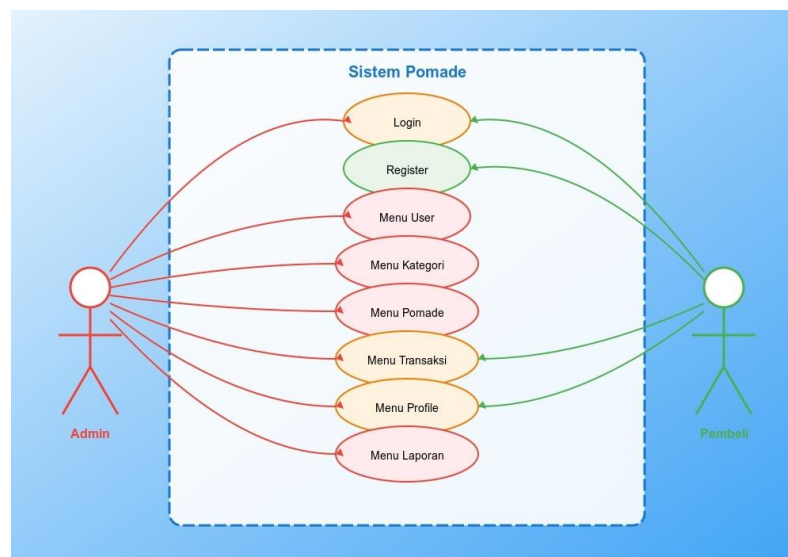 Sistem Pomade
Login
Register
Menu User
Menu Kategori
Menu Pomade
Menu Transaksi
Menu Profile
Menu Laporan
Admin
Pembeli